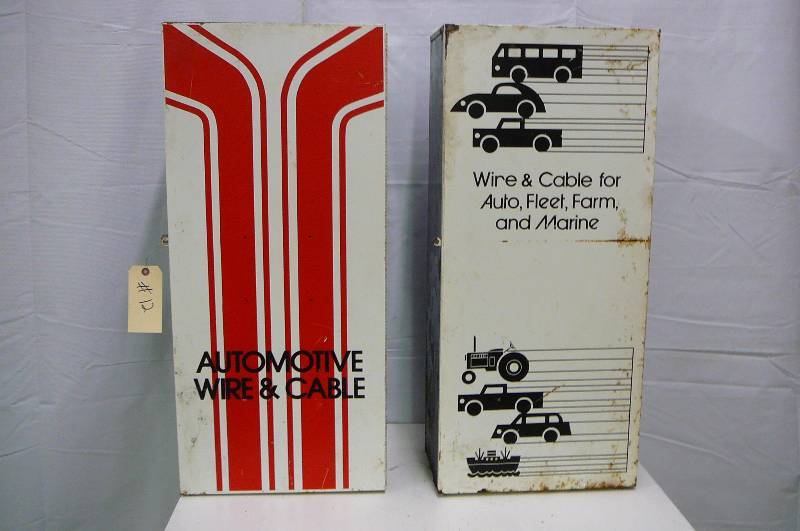 AUTOMOTIVE
WIRE & CABLE
Wire & Cable for
Auto, Fleet, Farm,
and Marine
# 12